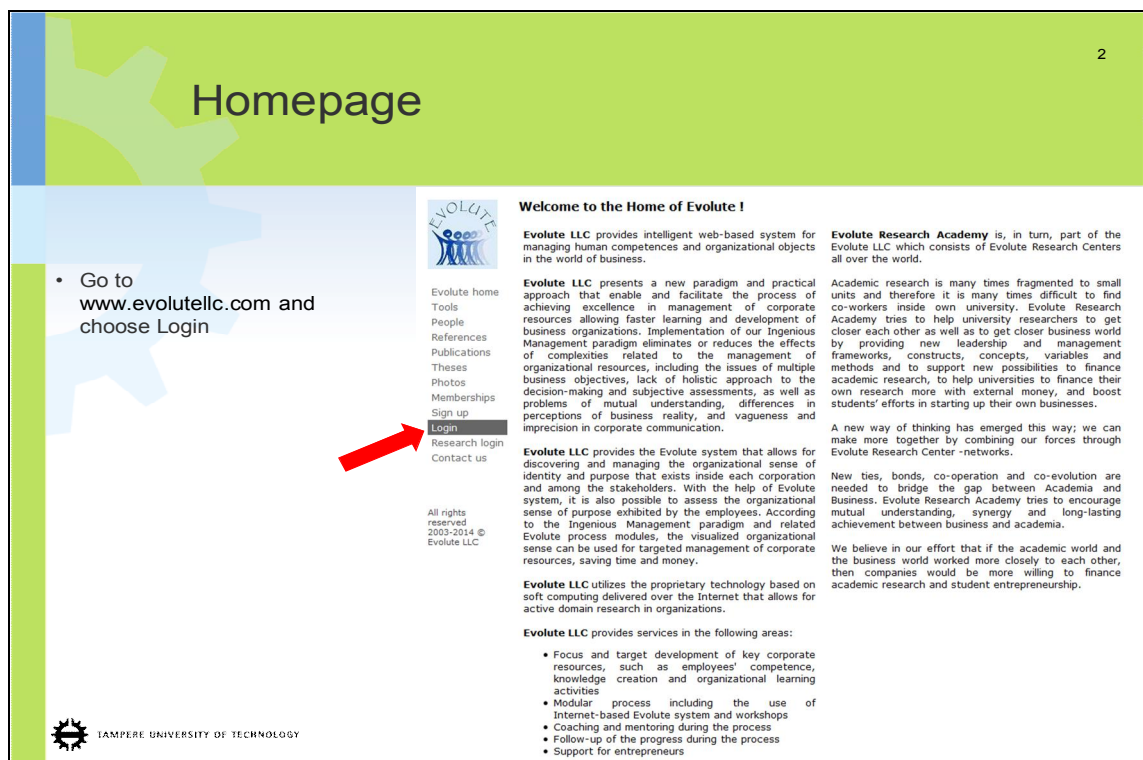 2
Homepage
• Go to
www.evolutellc.com and
choose Login
EVOLUTE
Evolute home
Tools
People
References
Publications
Theses
Photos
Memberships
Sign up
Login
Research login
Contact us
All rights
reserved
2003-2014 ©
Evolute LLC
Welcome to the Home of Evolute !
Evolute LLC provides intelligent web-based system for
managing human competences and organizational objects
in the world of business.
Evolute LLC presents a new paradigm and practical
approach that enable and facilitate the process of
achieving excellence in management of corporate
resources allowing faster learning and development of
business organizations. Implementation of our Ingenious
Management paradigm eliminates or reduces the effects
of complexities related to the management of
organizational resources, including the issues of multiple
business objectives, lack of holistic approach to the
decision-making and subjective assessments, as well as
problems of mutual understanding, differences in
perceptions of business reality, and vagueness and
imprecision in corporate communication.
Evolute LLC provides the Evolute system that allows for
discovering and managing the organizational sense of
identity and purpose that exists inside each corporation
and among the stakeholders. With the help of Evolute
system, it is also possible to assess the organizational
sense of purpose exhibited by the employees. According
to the Ingenious Management paradigm and related
Evolute process modules, the visualized organizational
sense can be used for targeted management of corporate
resources, saving time and money.
Evolute LLC utilizes the proprietary technology based on
soft computing delivered over the Internet that allows for
active domain research in organizations.
Evolute LLC provides services in the following areas:
• Focus and target development of key corporate
resources, such as employees' competence,
knowledge creation and organizational learning
activities
• Modular process including the use of
Internet-based Evolute system and workshops
• Coaching and mentoring during the process
• Follow-up of the progress during the process
• Support for entrepreneurs
Evolute Research Academy is, in turn, part of the
Evolute LLC which consists of Evolute Research Centers
all over the world.
Academic research is many times fragmented to small
units and therefore it is many times difficult to find
co-workers inside own university. Evolute Research
Academy tries to help university researchers to get
closer each other as well as to get closer business world
by providing new leadership and management
frameworks, constructs, concepts, variables and
methods and to support new possibilities to finance
academic research, to help universities to finance their
own research more with external money, and boost
students' efforts in starting up their own businesses.
A new way of thinking has emerged this way; we can
make more together by combining our forces through
Evolute Research Center -networks.
New ties, bonds, co-operation and co-evolution are
needed to bridge the gap between Academia and
Business. Evolute Research Academy tries to encourage
mutual understanding, synergy and long-lasting
achievement between business and academia.
We believe in our effort that if the academic world and
the business world worked more closely to each other,
then companies would be more willing to finance
academic research and student entrepreneurship.
TAMPERE UNIVERSITY OF TECHNOLOGY